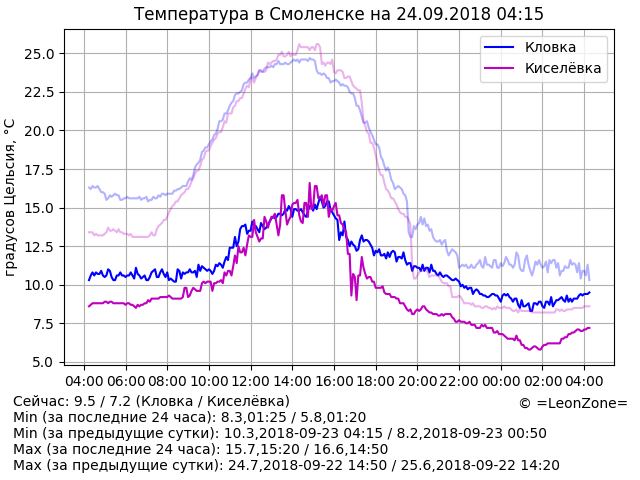 Температура в Смоленске на 24.09.2018 04:15
градусов Цельсия, °C
25.0
22.5
20.0
17.5
15.0
12.5
10.0
7.5
5.0
Кловка
Киселёвка
04:00 06:00 08:00 10:00 12:00 14:00 16:00 18:00 20:00 22:00 00:00 02:00 04:00
Сейчас: 9.5 / 7.2 (Кловка / Киселёвка)
© =LeonZone=
Min (за последние 24 часа): 8.3,01:25 / 5.8,01:20
Min (за предыдущие сутки): 10.3,2018-09-23 04:15 / 8.2,2018-09-23 00:50
Max (за последние 24 часа): 15.7,15:20 / 16.6,14:50
Max (за предыдущие сутки): 24.7,2018-09-22 14:50 / 25.6,2018-09-22 14:20